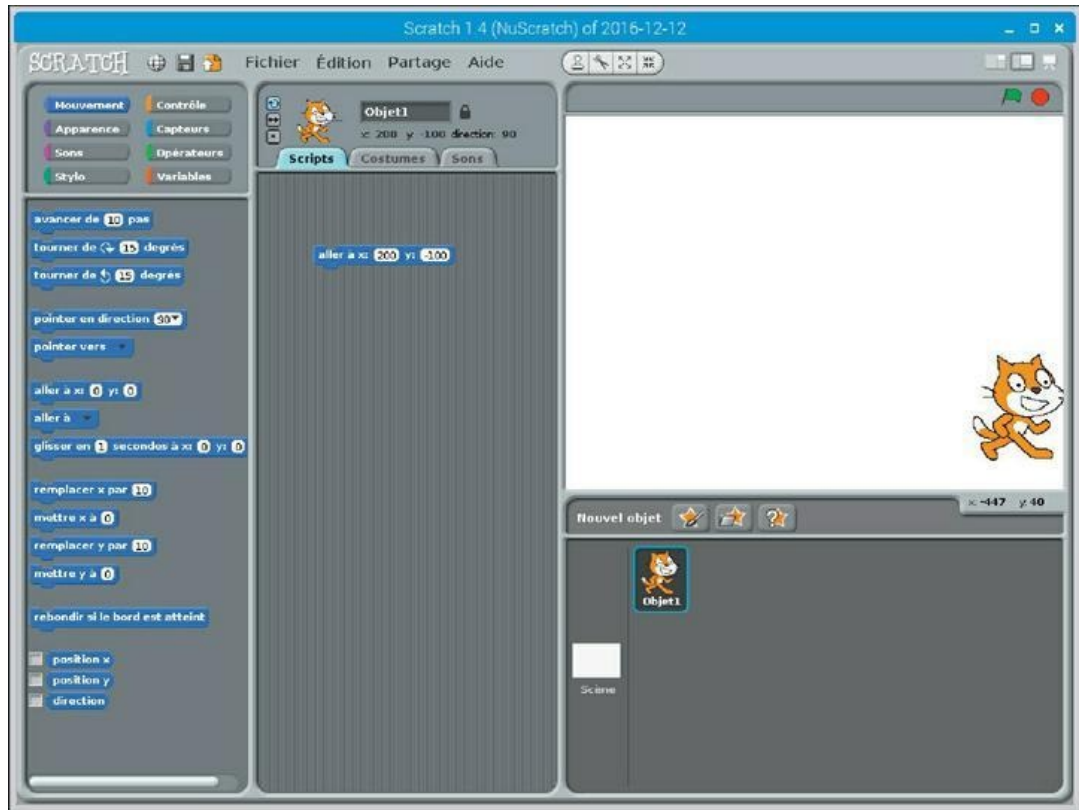 Scratch 1.4 (NuScratch) of 2016-12-12
SCRATCH Fichier Édition Partage Aide
Mouvement Contrôle
Apparence Capteurs
Sons Opérateurs
Stylo Variables
avancer de 10 pas
tourner de 15 degrés
tourner de 15 degrés
pointer en direction 90
pointer vers
aller à x: 0 y: 0
aller à
glisser en 1 secondes à x: 0 y: 0
remplacer x par 10
mettre x à 0
remplacer y par 10
mettre y à 0
rebondir si le bord est atteint
position x
position y
direction
Objet1
x: 200 y: -100 direction: 90
Scripts Costumes Sons
aller à x: 200 y: -100
x: -447 y: 40
Nouvel objet
Objet1
Scène